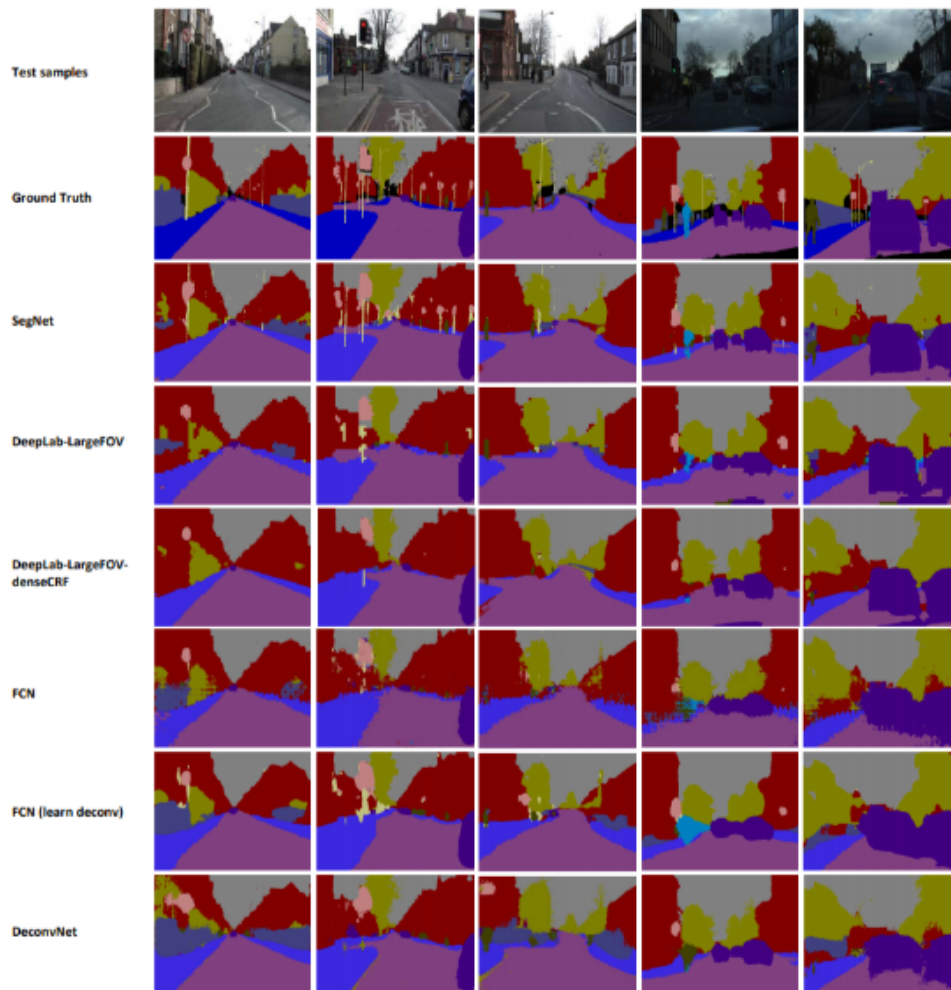 Test samples
Ground Truth
SegNet
DeepLab-LargeFOV
DeepLab-LargeFOV-
denseCRF
FCN
FCN (learn deconv)
DeconvNet